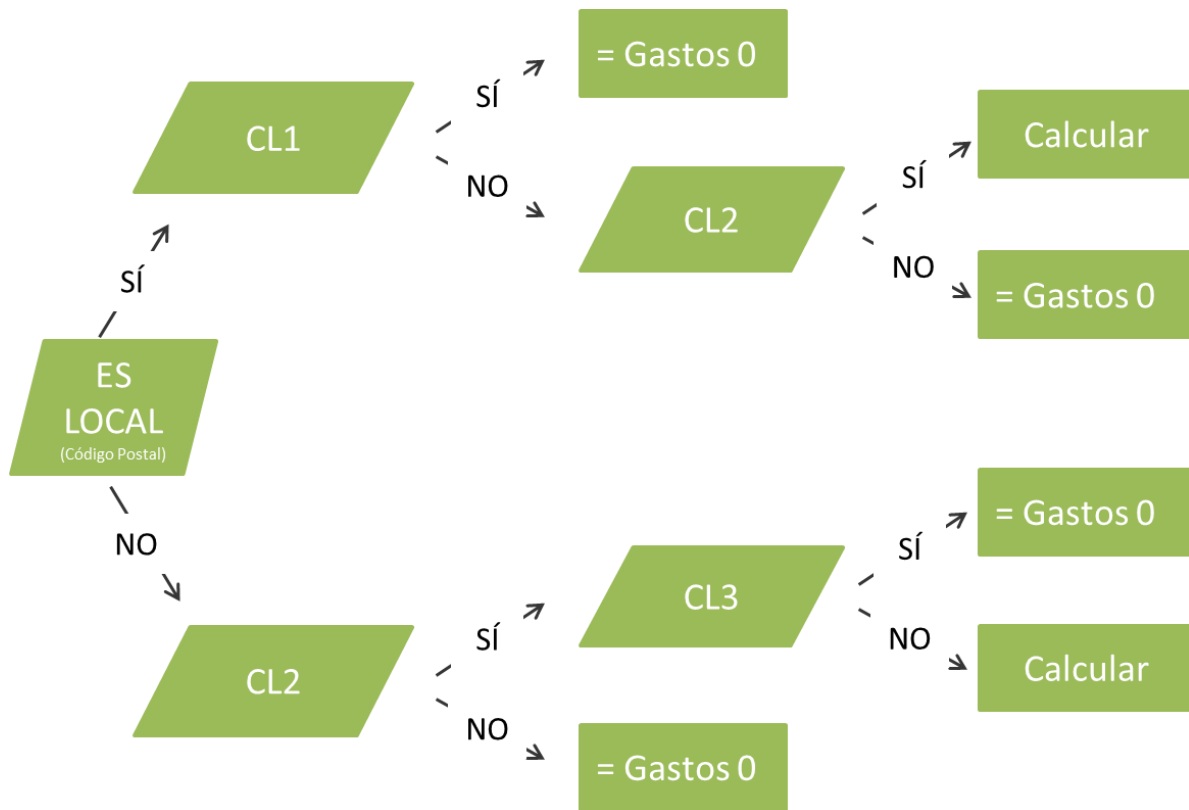 = Gastos 0
SÍ
CL1
NO
Calcular
SÍ
CL2
NO
= Gastos 0
SÍ
ES
LOCAL
(Código Postal)
NO
= Gastos 0
SÍ
CL3
SÍ
NO
Calcular
CL2
NO
= Gastos 0